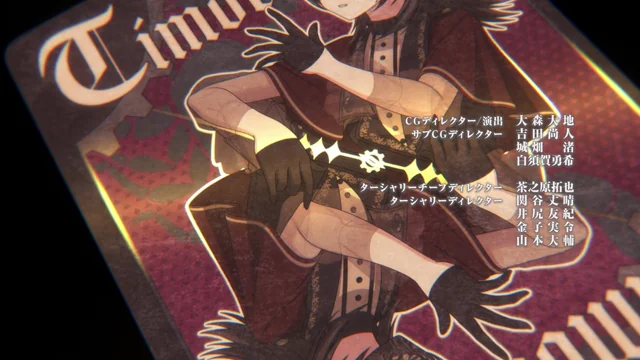 Timor
CGディレクター/演出 大森大地
サブCGディレクター 吉田尚人
城畑 渚
白須賀勇希
ターシャリーチーフディレクター 茶之原拓也
ターシャリーディレクター 関谷丈晴
井尻友紀
金子実令
山本大輔